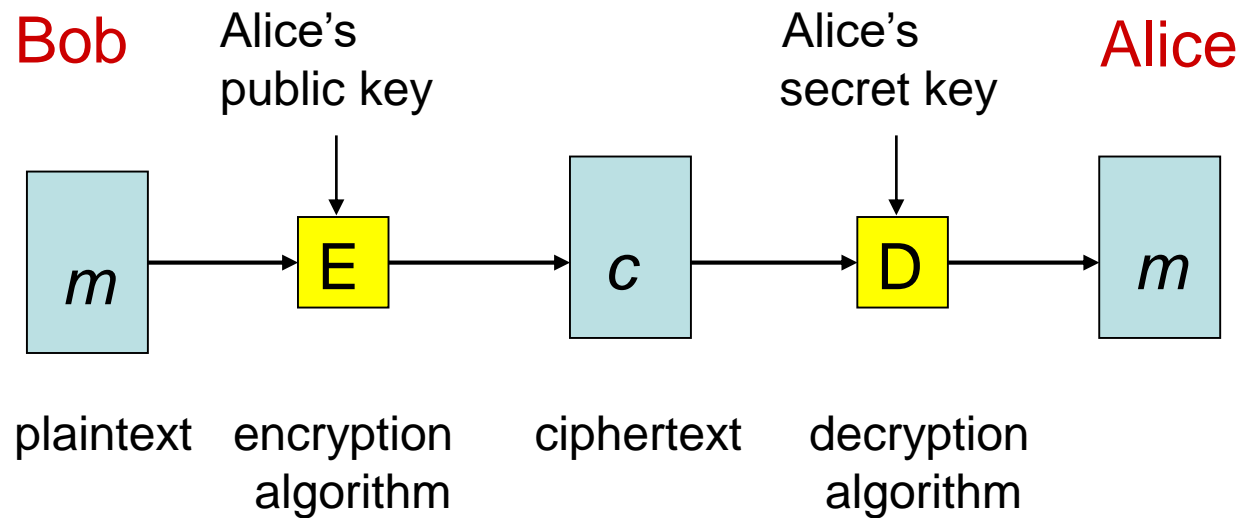 Bob
Alice's
public key
Alice's
secret key
Alice
m
E
c
D
m
plaintext
encryption
algorithm
ciphertext
decryption
algorithm